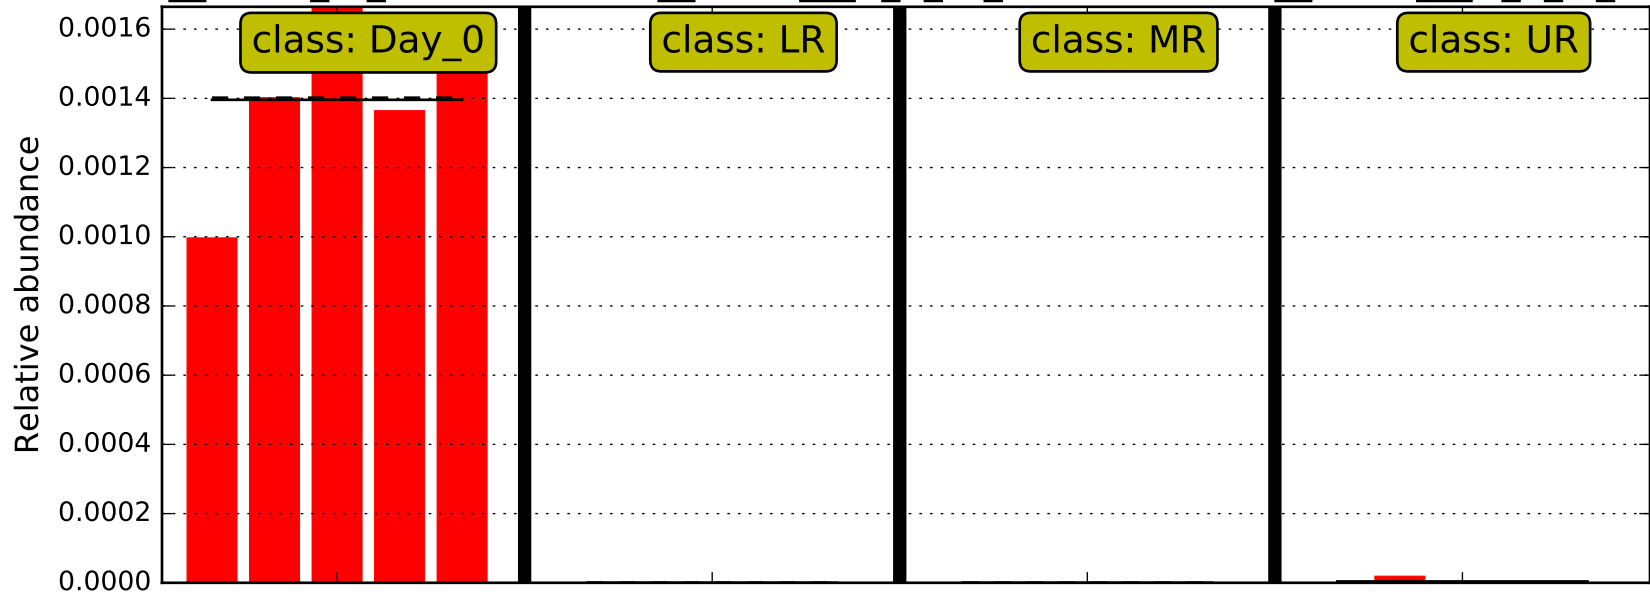 class: Day_0
class: LR
class: MR
class: UR
Relative abundance
0.0016
0.0014
0.0012
0.0010
0.0008
0.0006
0.0004
0.0002
0.0000